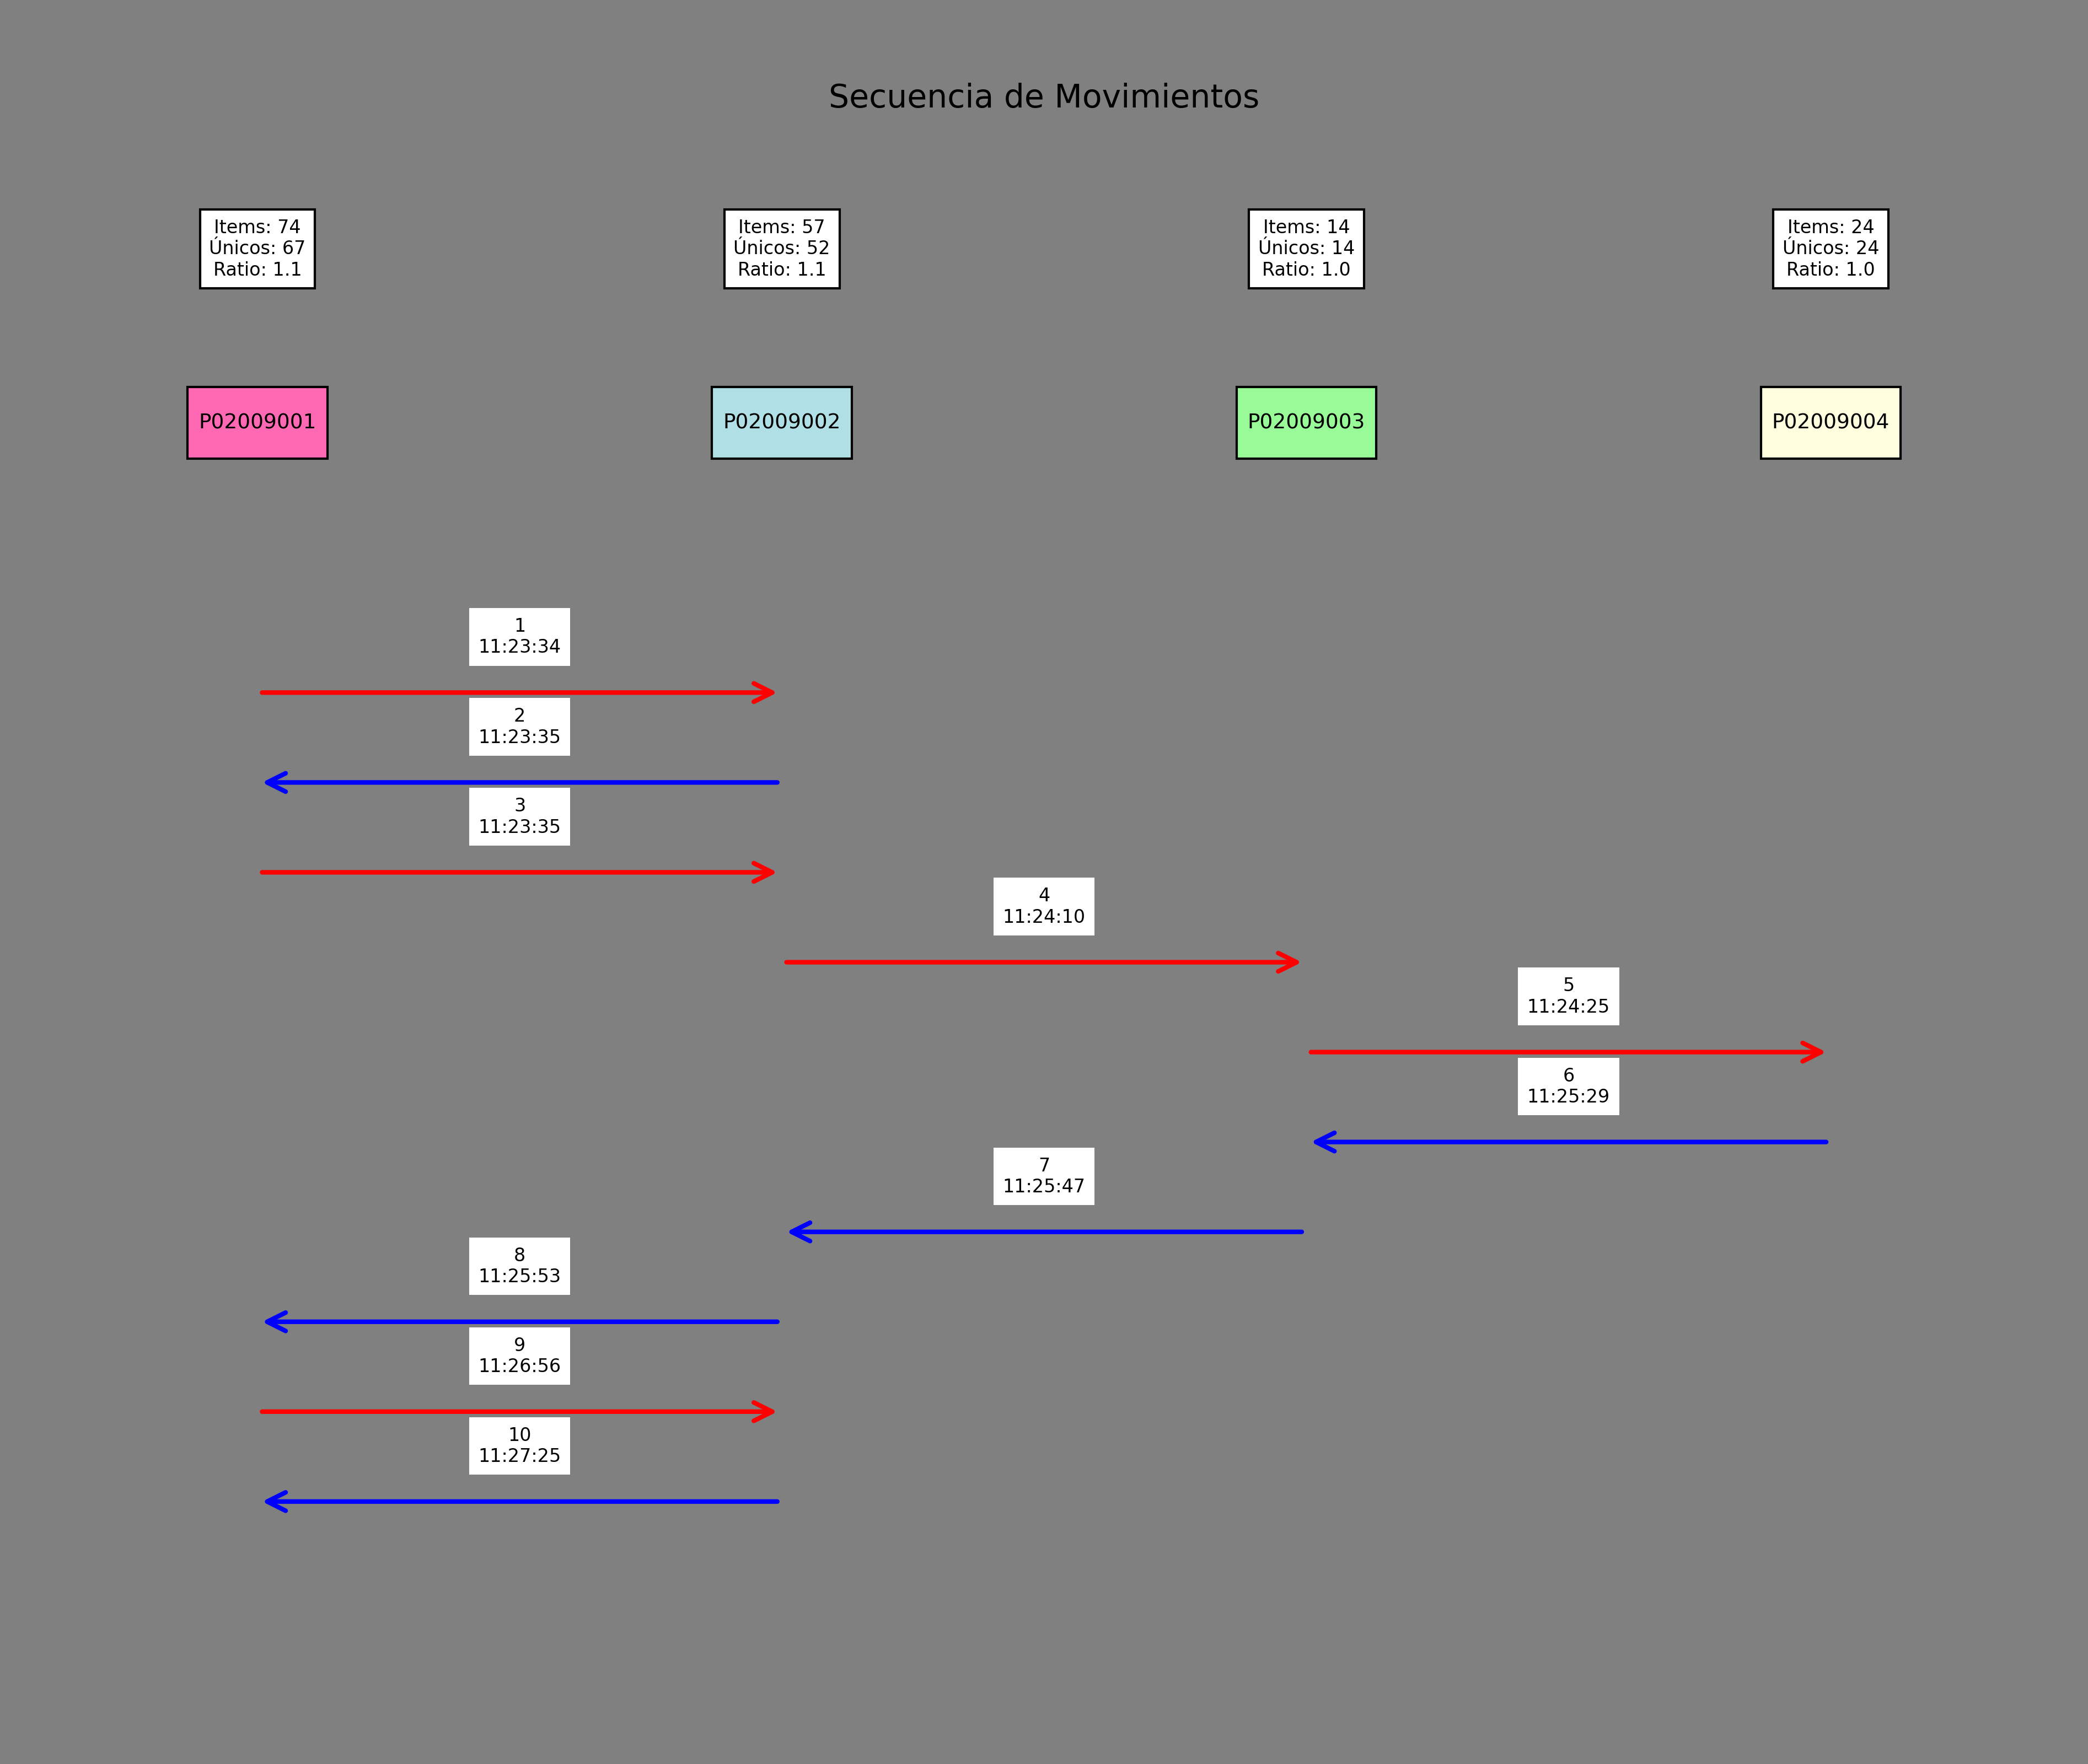 Secuencia de Movimientos
Items: 74
Únicos: 67
Ratio: 1.1
Items: 57
Únicos: 52
Ratio: 1.1
Items: 14
Únicos: 14
Ratio: 1.0
Items: 24
Únicos: 24
Ratio: 1.0
P02009001
P02009002
P02009003
P02009004
1
11:23:34
2
11:23:35
3
11:23:35
4
11:24:10
5
11:24:25
6
11:25:29
7
11:25:47
8
11:25:53
9
11:26:56
10
11:27:25